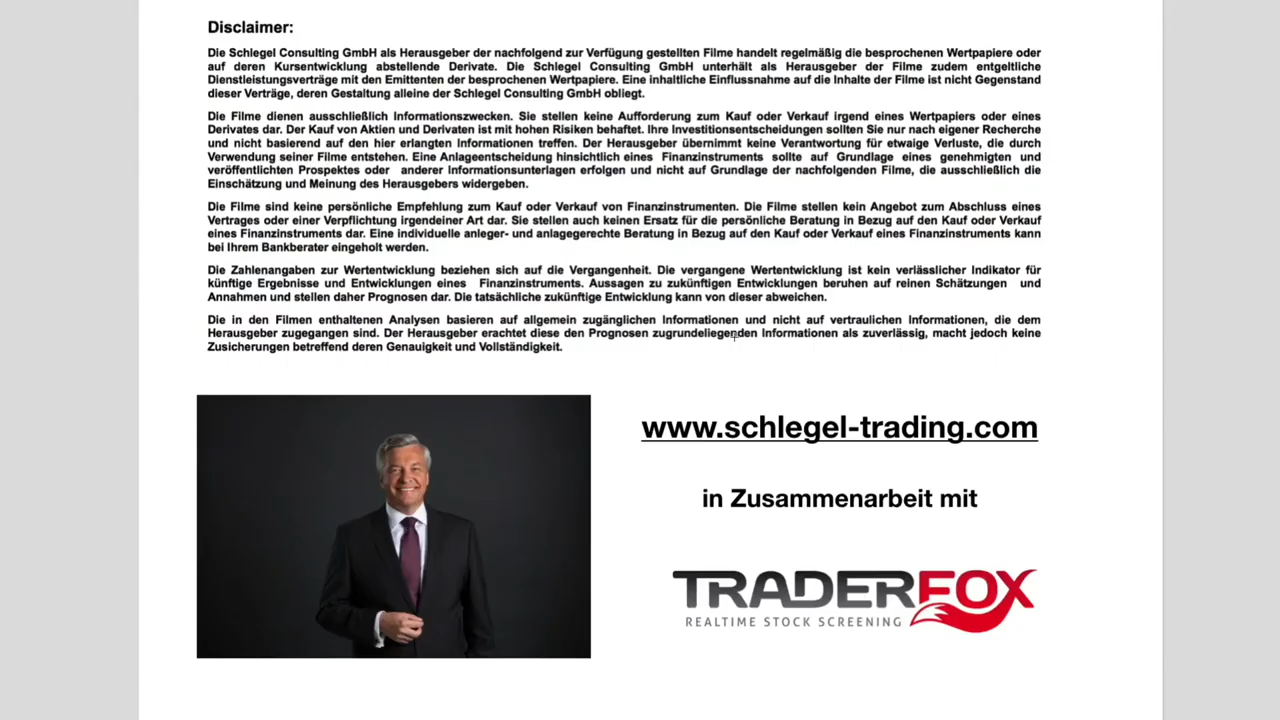 Disclaimer:
Die Schlegel Consulting GmbH als Herausgeber der nachfolgend zur Verfügung gestellten Filme handelt regelmäßig die besprochenen Wertpapiere oder
auf deren Kursentwicklung abstellende Derivate. Die Schlegel Consulting GmbH unterhält als Herausgeber der Filme zudem entgeltliche
Dienstleistungsverträge mit den Emittenten der besprochenen Wertpapiere. Eine inhaltliche Einflussnahme auf die Inhalte der Filme ist nicht Gegenstand
dieser Verträge, deren Gestaltung alleine der Schlegel Consulting GmbH obliegt.
Die Filme dienen ausschließlich Informationszwecken. Sie stellen keine Aufforderung zum Kauf oder Verkauf irgend eines Wertpapiers oder eines
Derivates dar. Der Kauf von Aktien und Derivaten ist mit hohen Risiken behaftet. Ihre Investitionsentscheidungen sollten Sie nur nach eigener Recherche
und nicht basierend auf den hier erlangten Informationen treffen. Der Herausgeber übernimmt keine Verantwortung für etwaige Verluste, die durch
Verwendung seiner Filme entstehen. Eine Anlageentscheidung hinsichtlich eines Finanzinstruments sollte auf Grundlage eines genehmigten und
veröffentlichten Prospektes oder anderer Informationsunterlagen erfolgen und nicht auf Grundlage der nachfolgenden Filme, die ausschließlich die
Einschätzung und Meinung des Herausgebers widergeben.
Die Filme sind keine persönliche Empfehlung zum Kauf oder Verkauf von Finanzinstrumenten. Die Filme stellen kein Angebot zum Abschluss eines
Vertrages oder einer Verpflichtung irgendeiner Art dar. Sie stellen auch keinen Ersatz für die persönliche Beratung in Bezug auf den Kauf oder Verkauf
eines Finanzinstruments dar. Eine individuelle anleger- und anlagegerechte Beratung in Bezug auf den Kauf oder Verkauf eines Finanzinstruments kann
bei Ihrem Bankberater eingeholt werden.
Die Zahlenangaben zur Wertentwicklung beziehen sich auf die Vergangenheit. Die vergangene Wertentwicklung ist kein verlässlicher Indikator für
künftige Ergebnisse und Entwicklungen eines Finanzinstruments. Aussagen zu zukünftigen Entwicklungen beruhen auf reinen Schätzungen und
Annahmen und stellen daher Prognosen dar. Die tatsächliche zukünftige Entwicklung kann von dieser abweichen.
Die in den Filmen enthaltenen Analysen basieren auf allgemein zugänglichen Informationen und nicht auf vertraulichen Informationen, die dem
Herausgeber zugegangen sind. Der Herausgeber erachtet diese den Prognosen zugrundeliegenden Informationen als zuverlässig, macht jedoch keine
Zusicherungen betreffend deren Genauigkeit und Vollständigkeit.
www.schlegel-trading.com
in Zusammenarbeit mit
TRADERFOX
REALTIME STOCK SCREENING